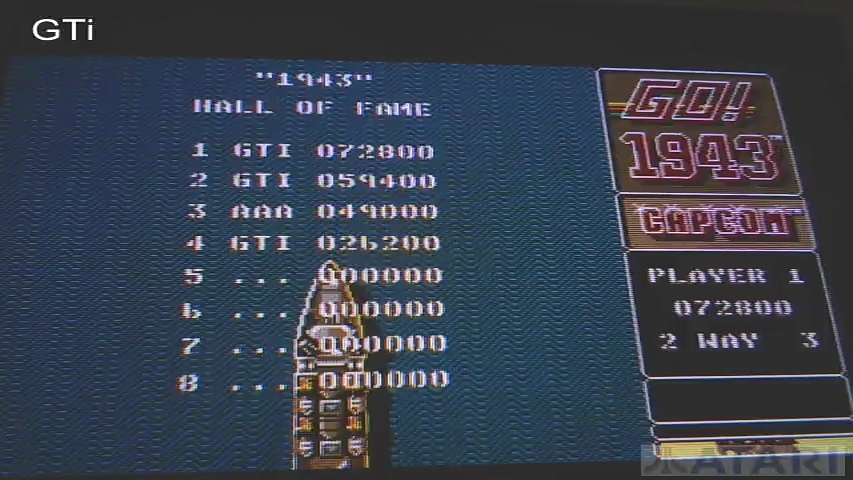 GTi
"1943"
HALL OF FAME
1 GTI 072800
2 GTI 059400
3 AAA 049000
4 GTI 026200
5 ... 000000
6 ... 000000
7 ... 000000
8 ... 000000
GO!
1943™
CAPCOM
PLAYER 1
072800
2 WAY 3
ATARI